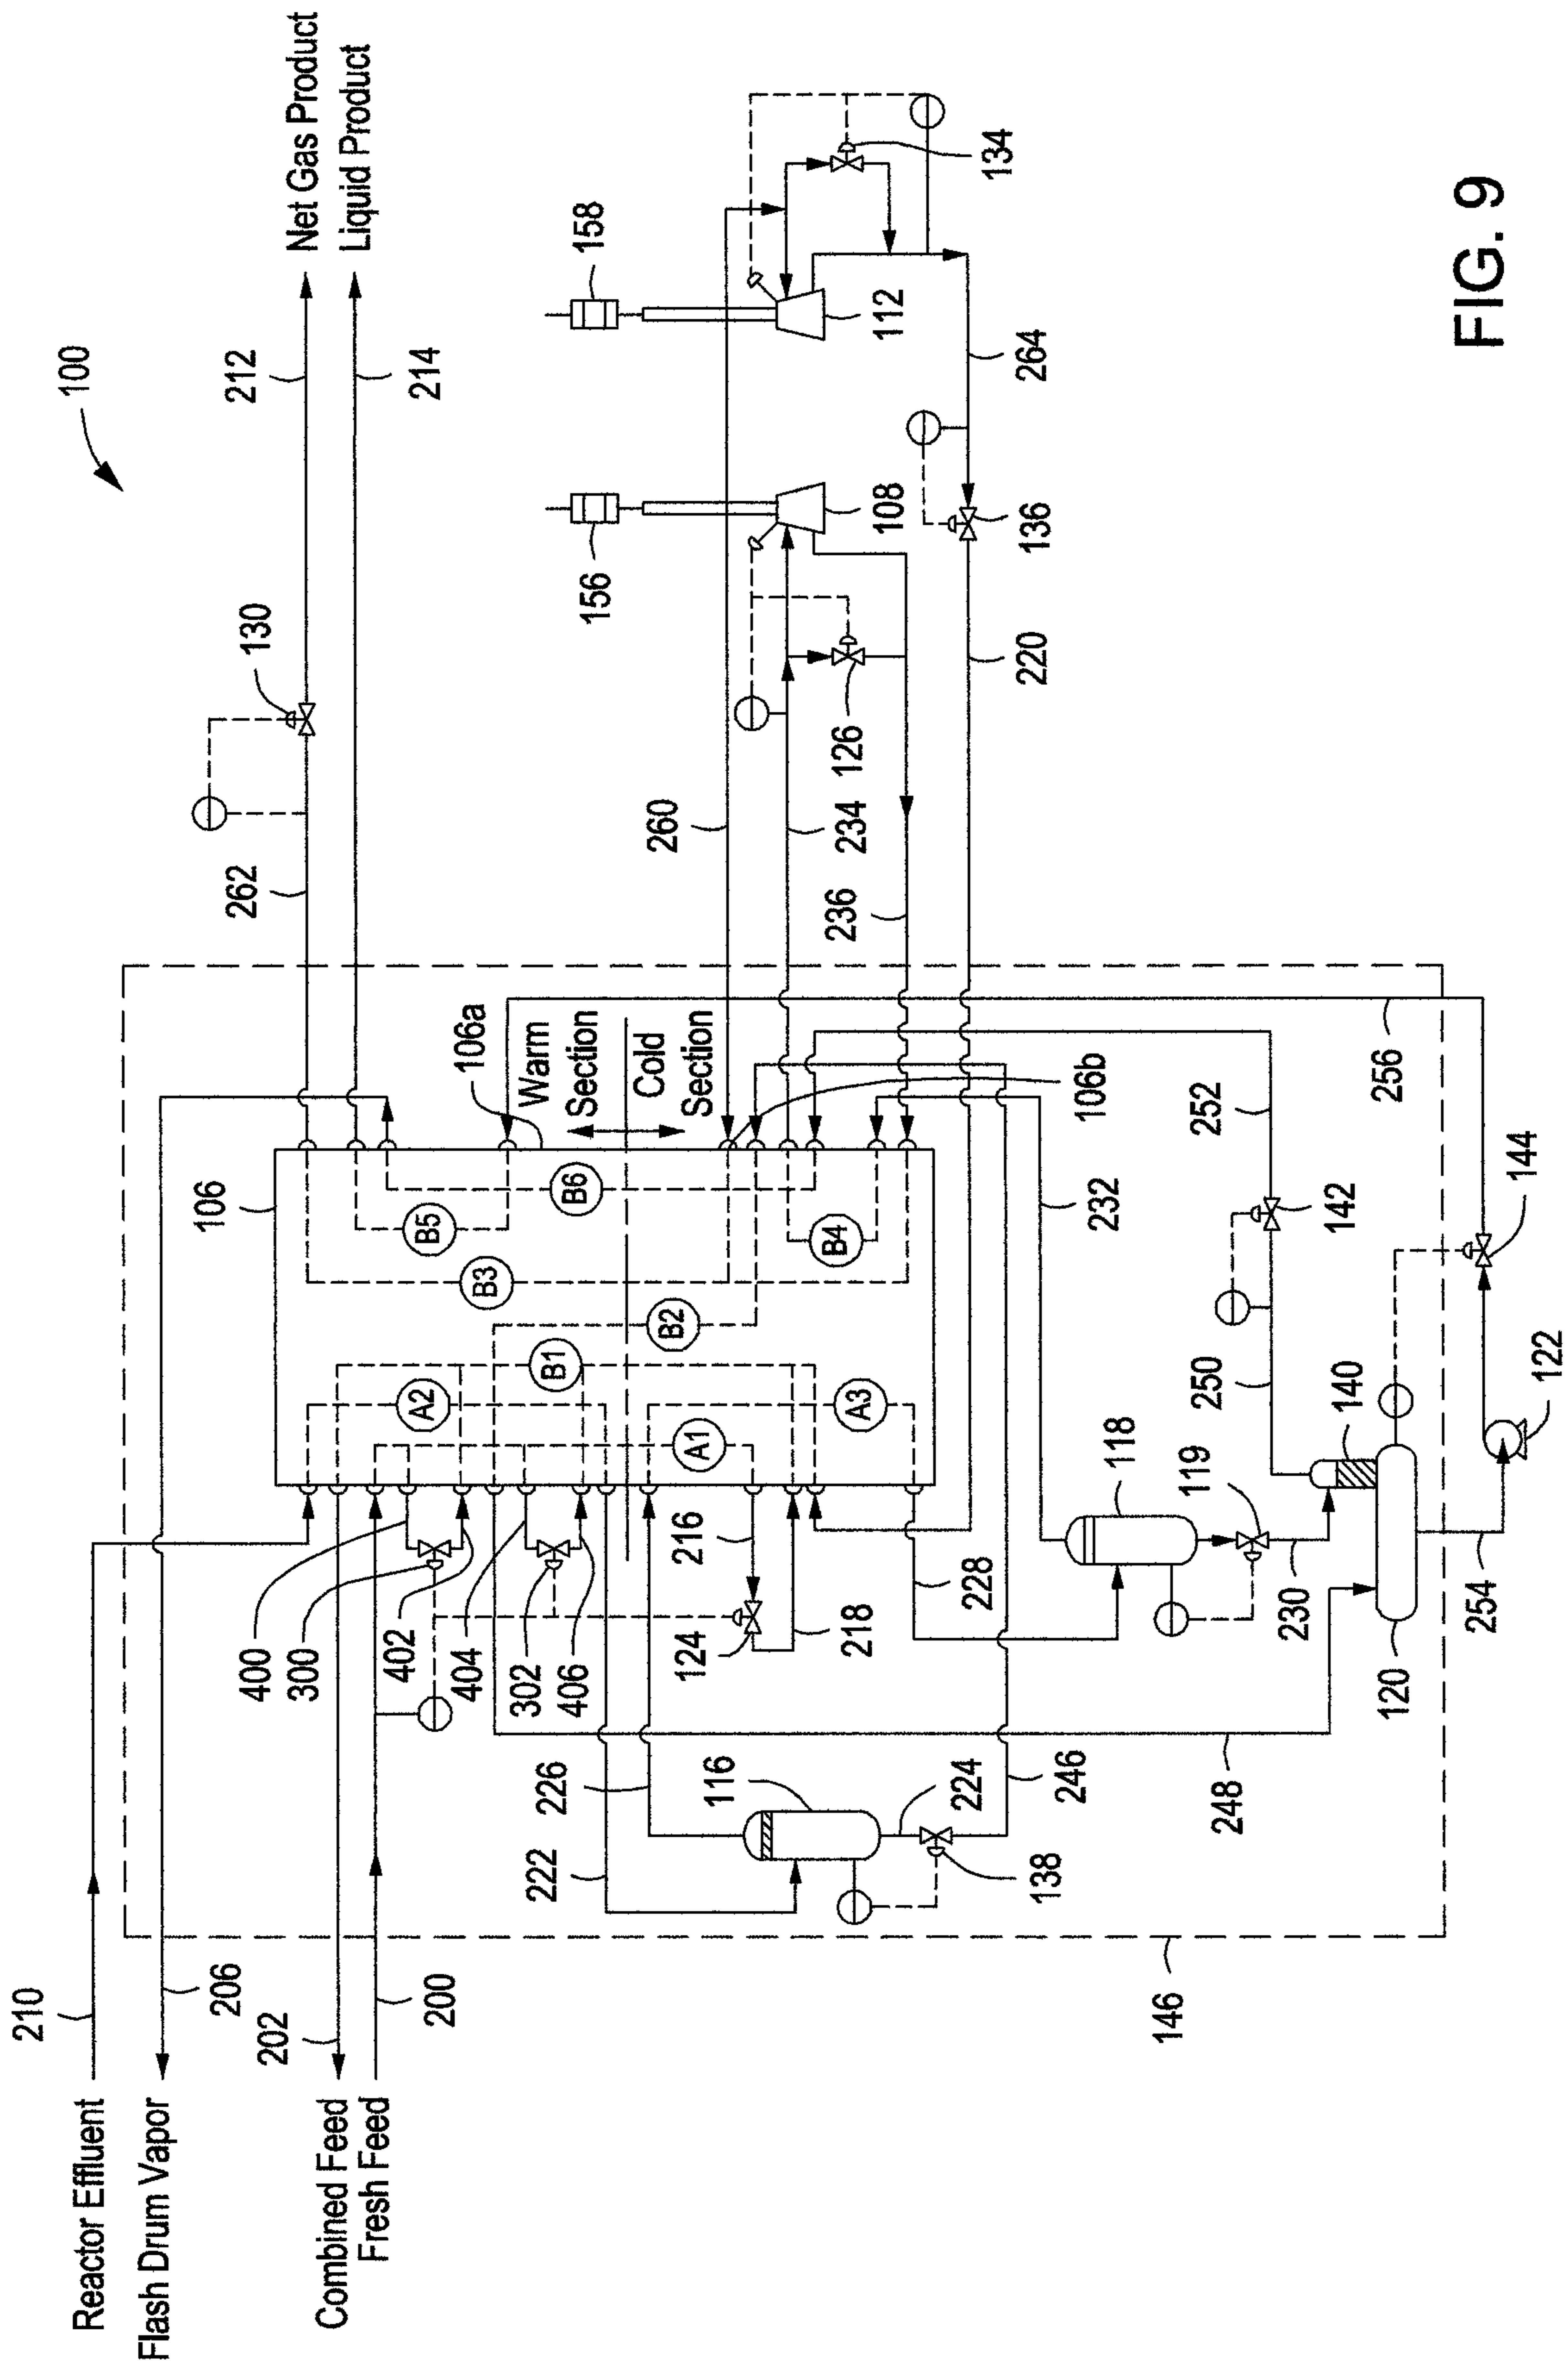 100
Net Gas Product
Liquid Product
212
214
130
262
158
156
112
134
108
264
136
126
220
260
234
236
106
106a
Warm
Section
Cold
Section
106b
B1
B2
B3
B4
B5
B6
A1
A2
A3
400
300
402
404
302
406
216
124
218
228
232
118
119
230
252
142
250
140
256
144
122
254
120
226
116
222
224
138
246
248
146
210
206
202
200
Reactor Effluent
Flash Drum Vapor
Combined Feed
Fresh Feed
FIG. 9